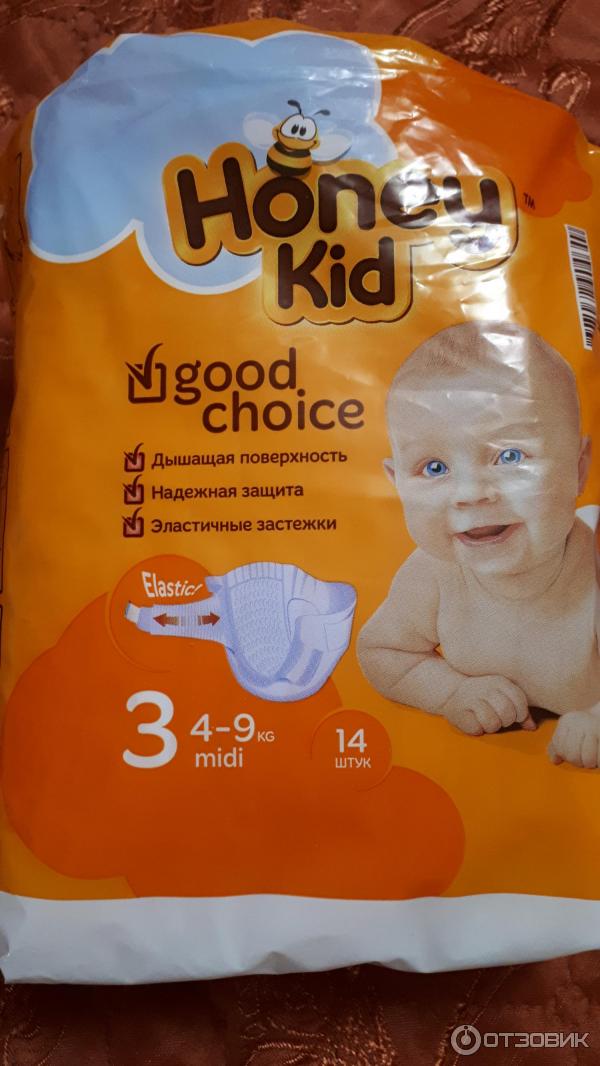 Honey
Kid
TM
good
choice
Дышащая поверхность
Надежная защита
Эластичные застежки
Elastic!
3 4-9 KG
midi
14
ШТУК
ОТЗОВИК